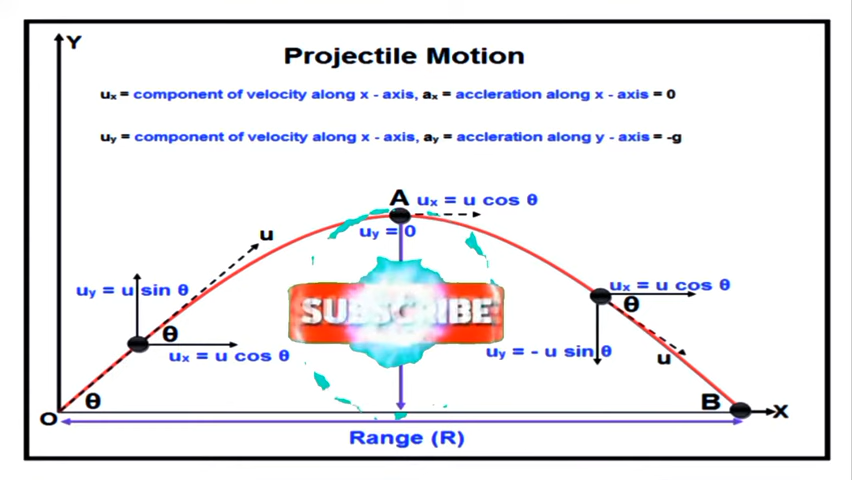 Y
Projectile Motion
uₓ = component of velocity along x - axis, aₓ = accleration along x - axis = 0
uᵧ = component of velocity along x - axis, aᵧ = accleration along y - axis = -g
A uₓ = u cos θ
u
uᵧ = 0
uᵧ = u sin θ
uₓ = u cos θ
θ
SUBSCRIBE
θ
uₓ = u cos θ
uᵧ = - u sin θ
u
θ
B
O
X
Range (R)